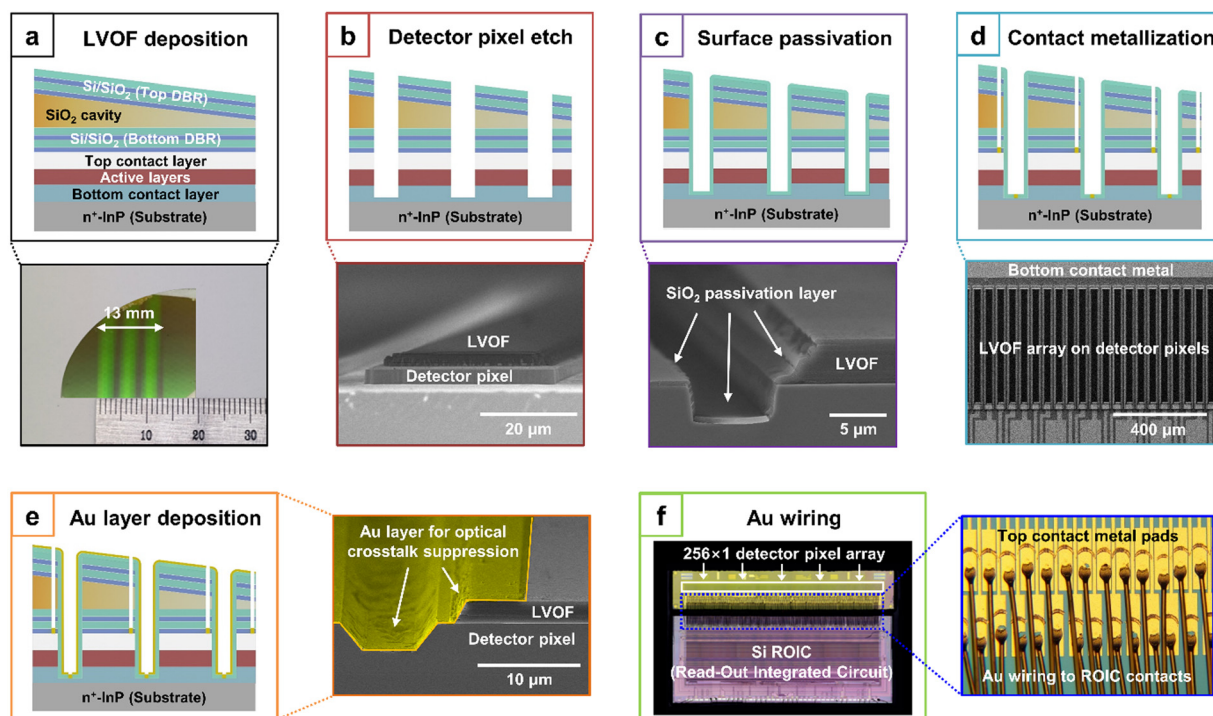 a LVOF deposition
Si/SiO₂ (Top DBR)
SiO₂ cavity
Si/SiO₂ (Bottom DBR)
Top contact layer
Active layers
Bottom contact layer
n⁺-InP (Substrate)
13 mm
10 20 30
b Detector pixel etch
n⁺-InP (Substrate)
LVOF
Detector pixel
20 μm
c Surface passivation
n⁺-InP (Substrate)
SiO₂ passivation layer
LVOF
5 μm
d Contact metallization
n⁺-InP (Substrate)
Bottom contact metal
LVOF array on detector pixels
400 μm
e Au layer deposition
n⁺-InP (Substrate)
Au layer for optical
crosstalk suppression
LVOF
Detector pixel
10 μm
f Au wiring
256×1 detector pixel array
Si ROIC
(Read-Out Integrated Circuit)
Top contact metal pads
Au wiring to ROIC contacts